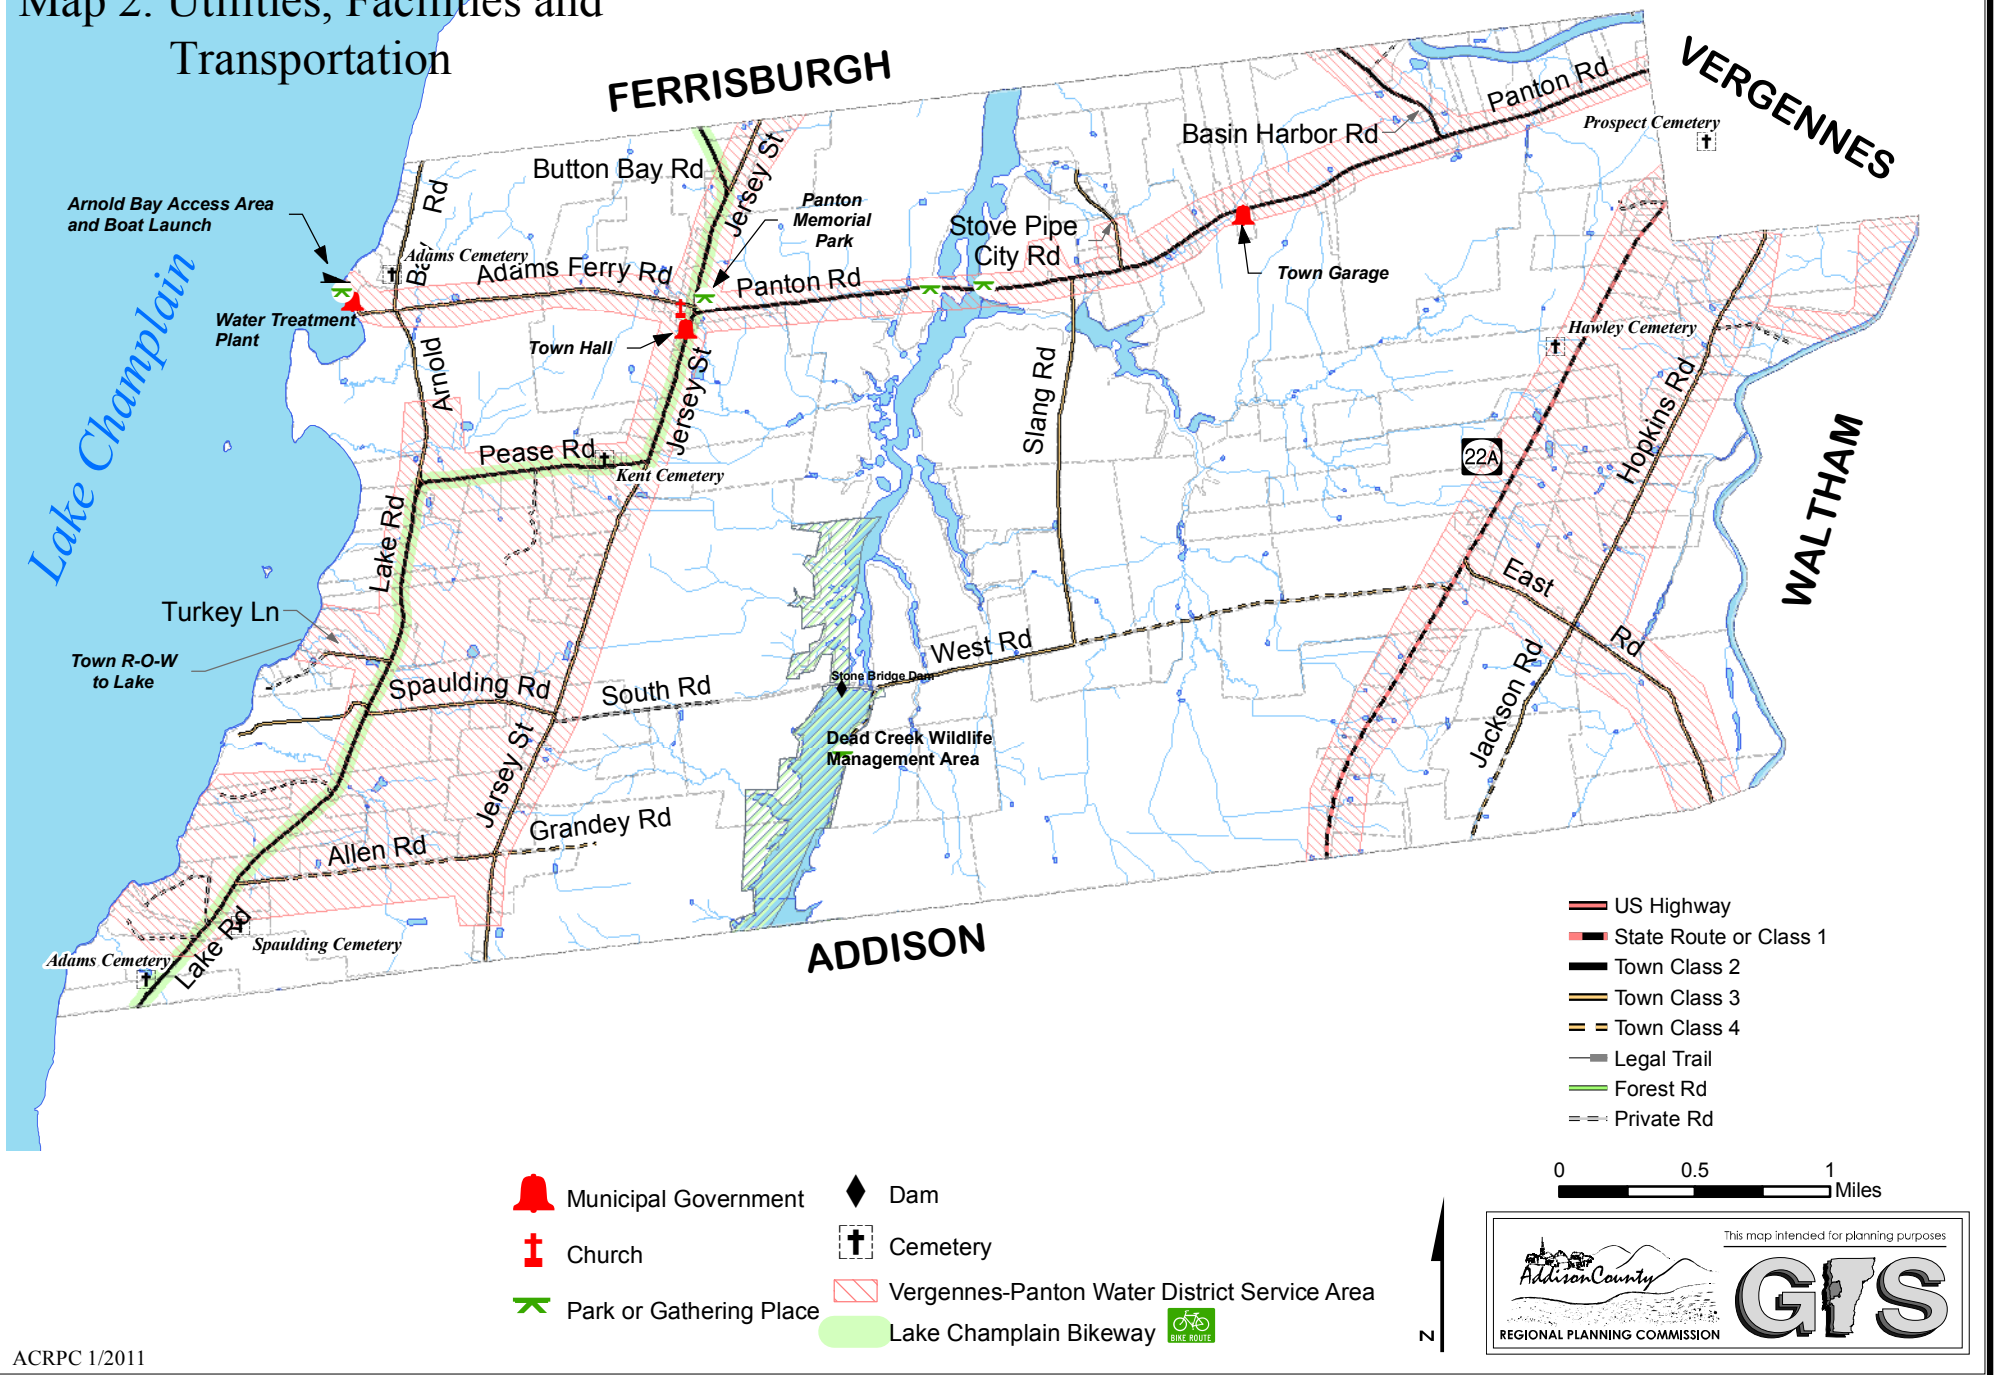 Map 2: Utilities, Facilities and
Transportation
FERRISBURGH
VERGENNES
Panton Rd
Basin Harbor Rd
Prospect Cemetery
Button Bay Rd
Jersey St
Arnold Bay Access Area
and Boat Launch
Rd
Panton
Memorial
Park
Stove Pipe
City Rd
Adams Cemetery
Adams Ferry Rd
Panton Rd
Town Garage
Lake Champlain
Water Treatment
Plant
Town Hall
Hawley Cemetery
Arnold
Jersey St
Slang Rd
Hopkins Rd
Pease Rd
Kent Cemetery
22A
WALTHAM
Lake Rd
East
Rd
Turkey Ln
Town R-O-W
to Lake
West Rd
Stone Bridge Dam
Spaulding Rd
South Rd
Jackson Rd
Dead Creek Wildlife
Management Area
Jersey St
Grandey Rd
Allen Rd
Lake Rd
Spaulding Cemetery
Adams Cemetery
ADDISON
US Highway
State Route or Class 1
Town Class 2
Town Class 3
Town Class 4
Legal Trail
Forest Rd
Private Rd
0 0.5 1
Miles
Municipal Government
Church
Park or Gathering Place
Dam
Cemetery
Vergennes-Panton Water District Service Area
Lake Champlain Bikeway
BIKE ROUTE
N
This map intended for planning purposes
Addison County
REGIONAL PLANNING COMMISSION
GIS
ACRPC 1/2011